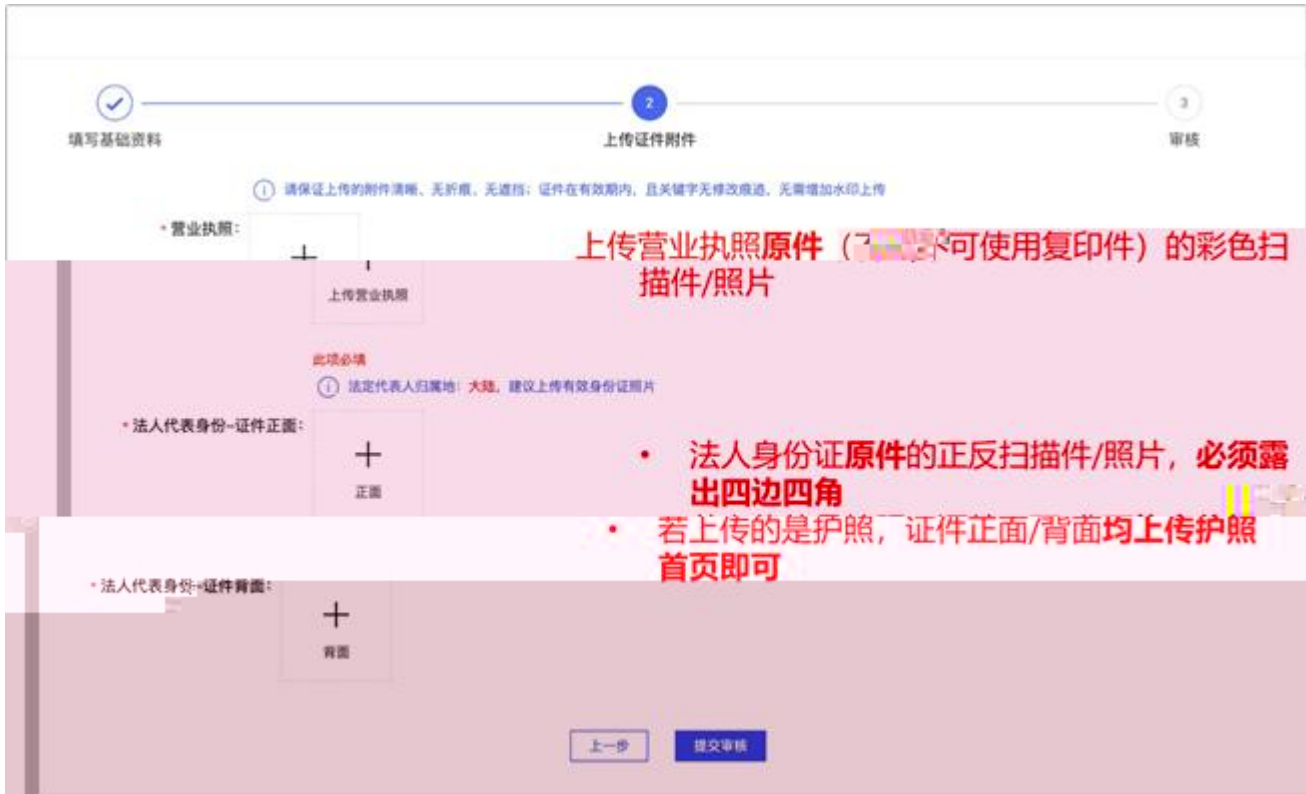 2
3
填写基础资料
上传证件附件
审核
请保证上传的附件清晰、无折痕、无遮挡；证件在有效期内，且关键字无修改痕迹，无需增加水印上传
* 营业执照：
上传营业执照原件（可使用复印件）的彩色扫
描件/照片
上传营业执照
此项必填
法定代表人归属地：大陆，建议上传有效身份证照片
* 法人代表身份-证件正面：
正面
• 法人身份证原件的正反扫描件/照片，必须露
出四边四角
• 若上传的是护照，证件正面/背面均上传护照
首页即可
* 法人代表身份-证件背面：
背面
上一步
提交审核